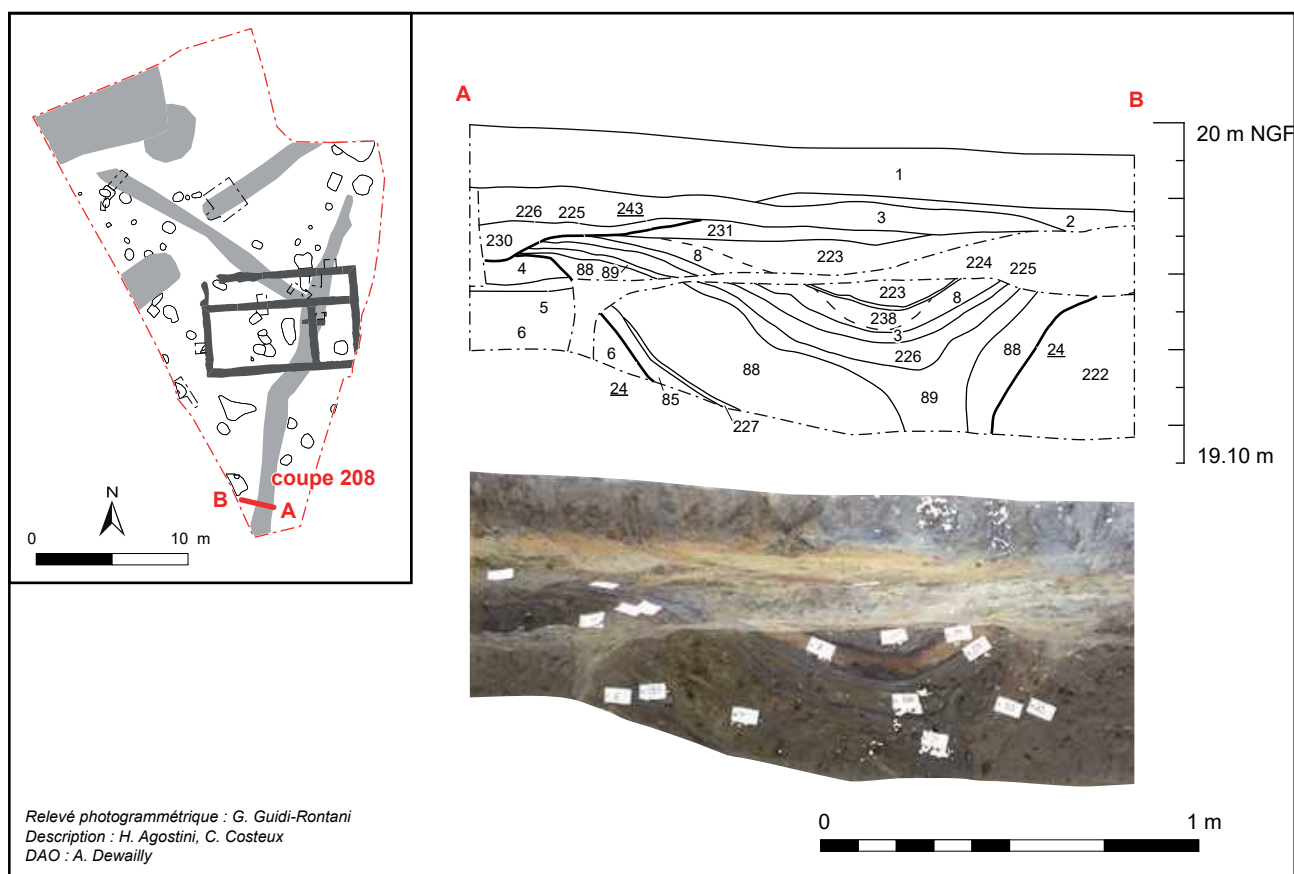 coupe 208
B
A
N
0
10 m
A
B
20 m NGF
1
226
225
243
3
2
230
231
8
223
224
225
4
88
89
223
8
5
238
6
3
226
6
88
88
24
222
24
85
89
227
19.10 m
0
1 m
Relevé photogrammétrique : G. Guidi-Rontani
Description : H. Agostini, C. Costeux
DAO : A. Dewailly